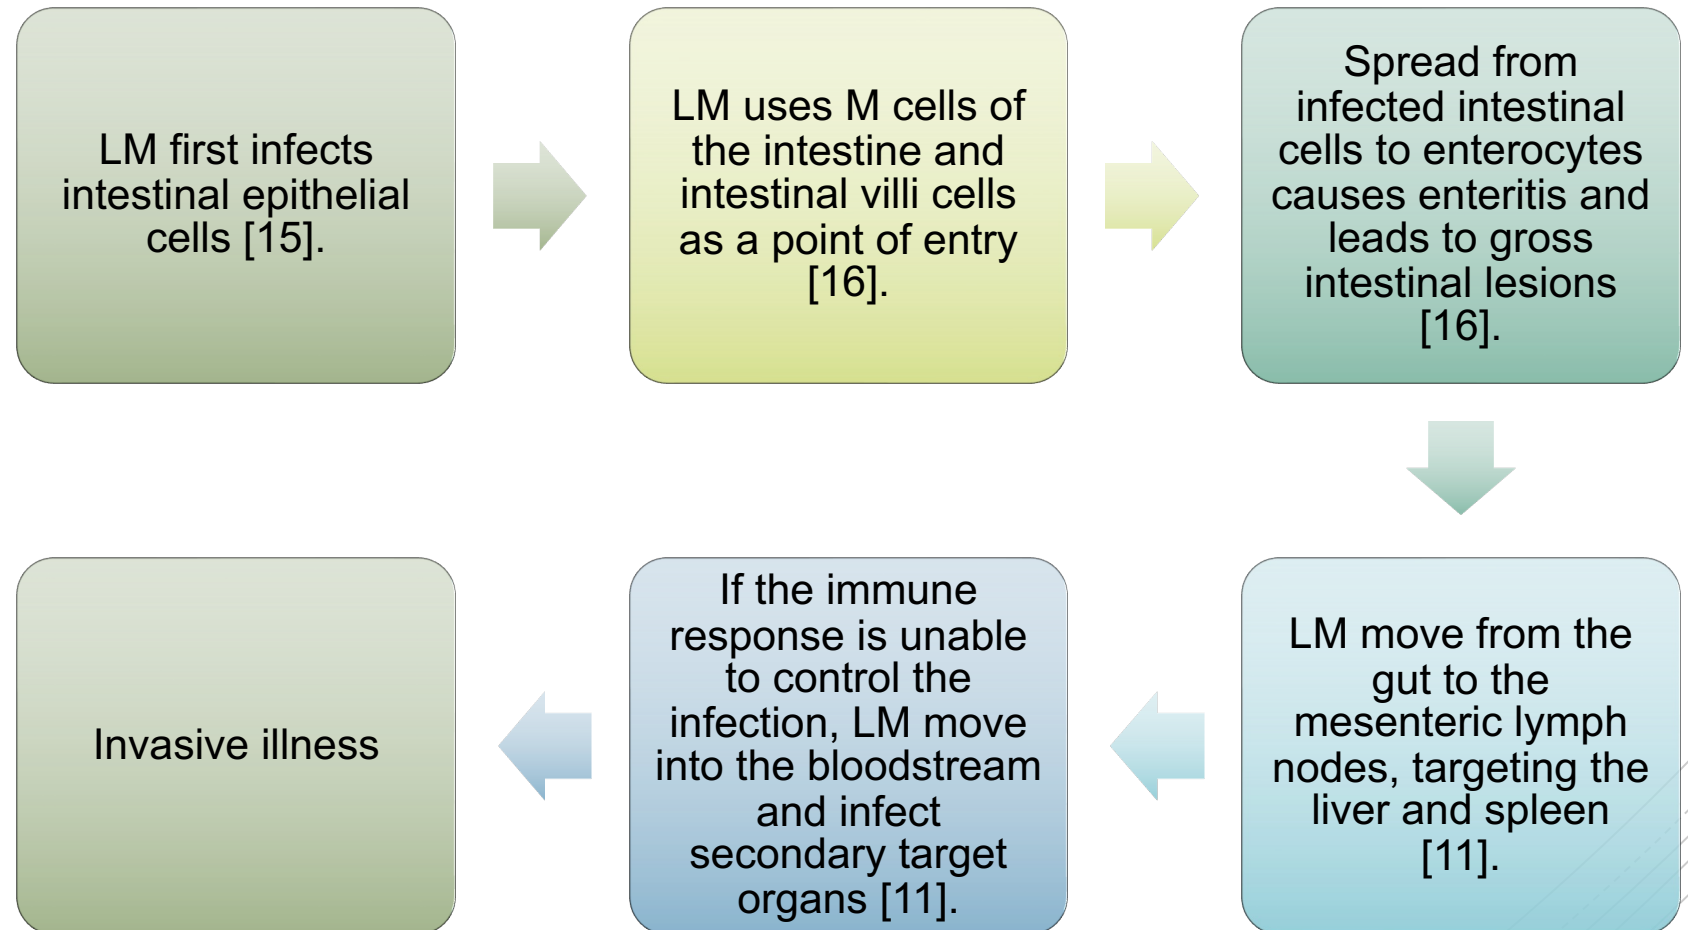 LM first infects
intestinal epithelial
cells [15].
LM uses M cells of
the intestine and
intestinal villi cells
as a point of entry
[16].
Spread from
infected intestinal
cells to enterocytes
causes enteritis and
leads to gross
intestinal lesions
[16].
LM move from the
gut to the
mesenteric lymph
nodes, targeting the
liver and spleen
[11].
If the immune
response is unable
to control the
infection, LM move
into the bloodstream
and infect
secondary target
organs [11].
Invasive illness